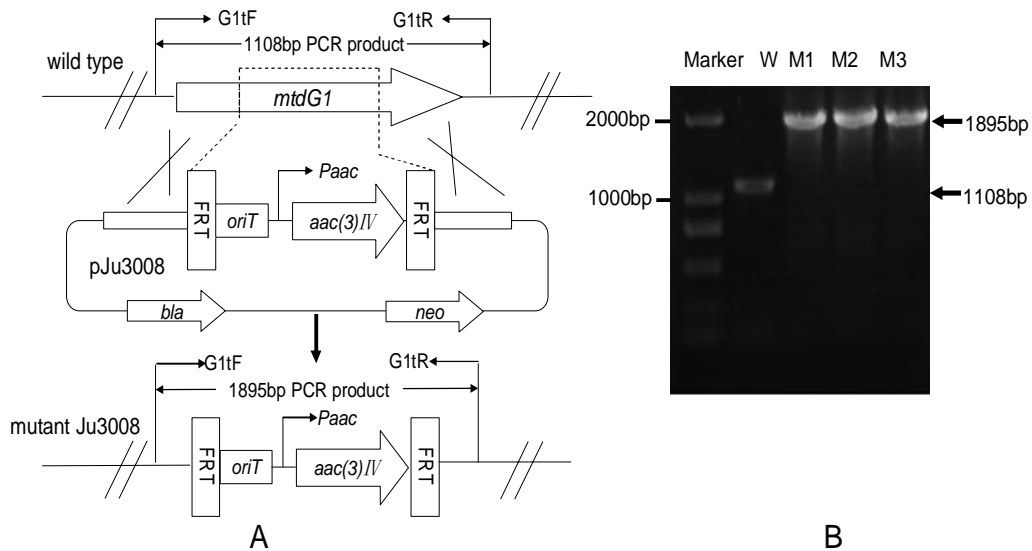 G1tF
G1tR
1108bp PCR product
wild type
mtdG1
Paac
FRT
oriT
aac(3)IV
FRT
pJu3008
bla
neo
G1tF
G1tR
1895bp PCR product
mutant Ju3008
Paac
FRT
oriT
aac(3)IV
FRT
A
Marker W M1 M2 M3
2000bp
1895bp
1000bp
1108bp
B